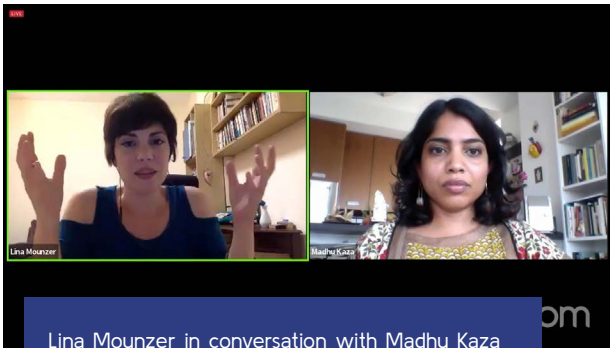 LIVE
Lina Mounzer
Madhu Kaza
om
Lina Mounzer in conversation with Madhu Kaza